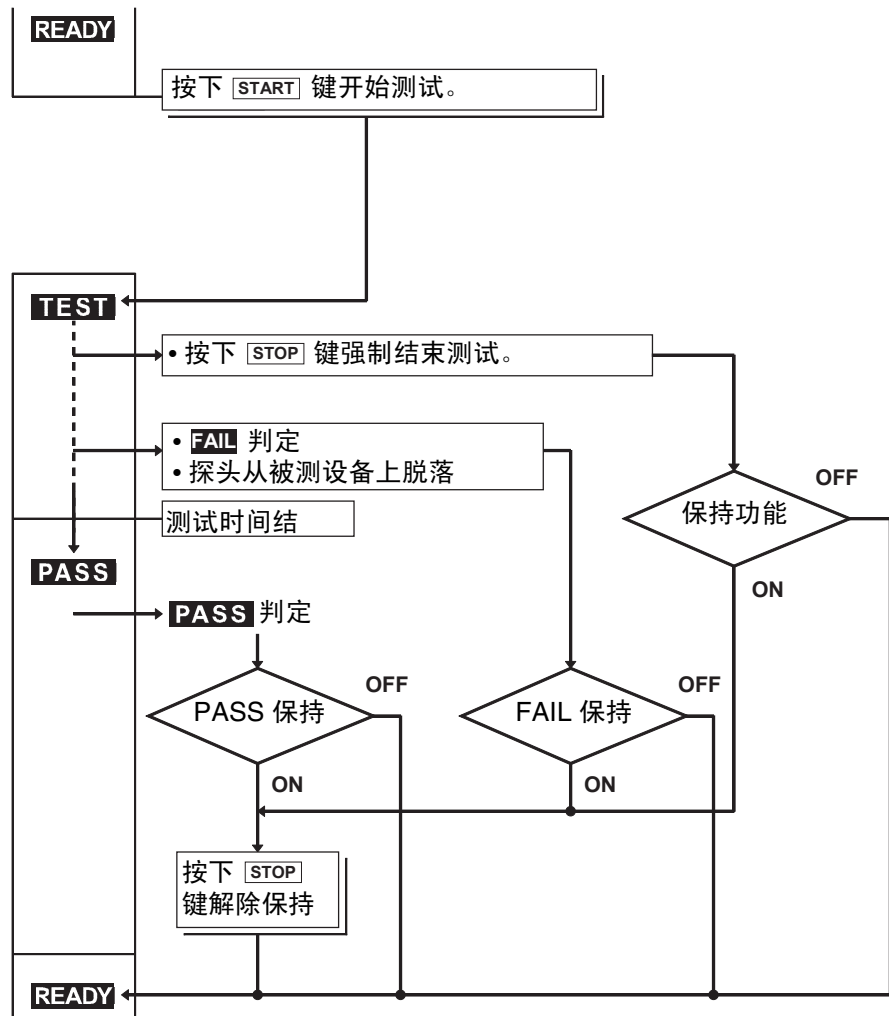 READY
按下 START 键开始测试。
TEST
• 按下 STOP 键强制结束测试。
• FAIL 判定
• 探头从被测设备上脱落
OFF
保持功能
测试时间结
PASS
ON
PASS 判定
OFF
OFF
PASS 保持
FAIL 保持
ON
ON
按下 STOP
键解除保持
READY